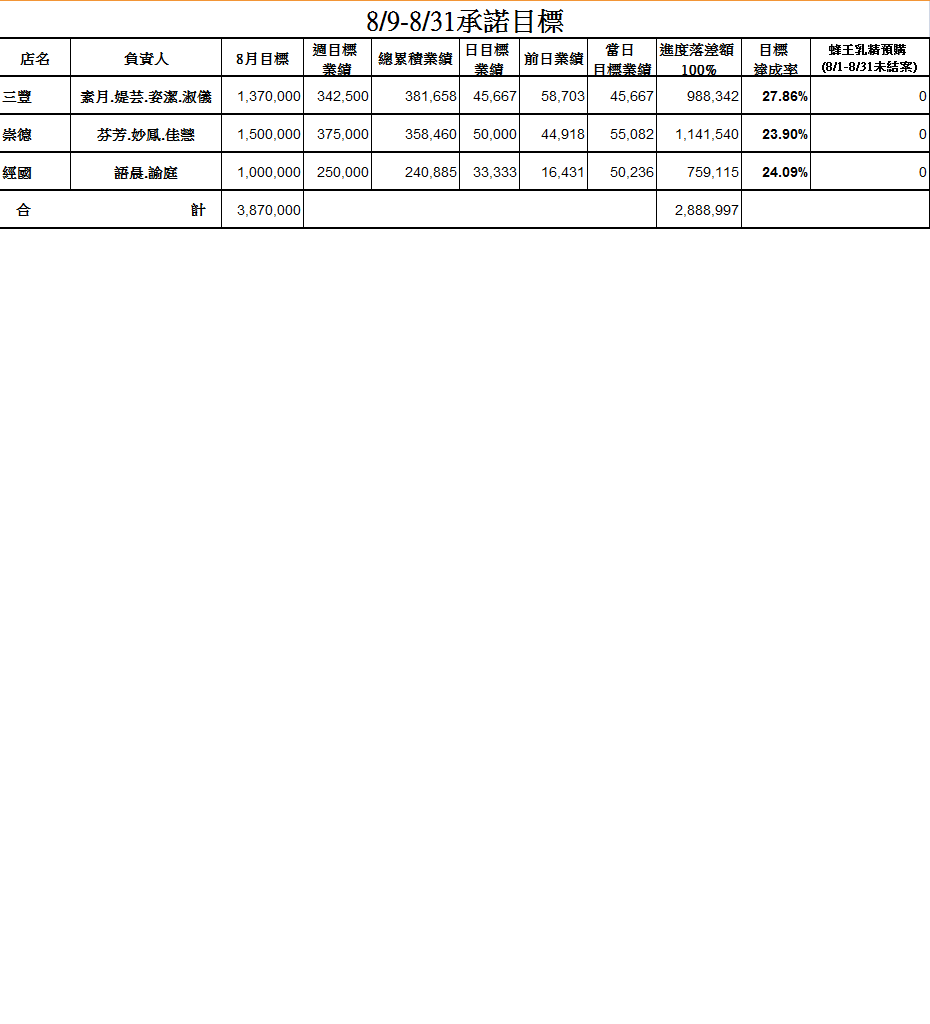 8/9-8/31承諾目標
店名 負責人 8月目標 週目標業績 總累積業績 日目標業績 前日業績 當日目標業績 進度落差額100% 目標達成率 蜂王乳精預購(8/1-8/31未結案)
三豐 素月.媞芸.姿潔.淑儀 1,370,000 342,500 381,658 45,667 58,703 45,667 988,342 27.86% 0
崇德 芬芳.妙鳳.佳慧 1,500,000 375,000 358,460 50,000 44,918 55,082 1,141,540 23.90% 0
經國 語晨.諭庭 1,000,000 250,000 240,885 33,333 16,431 50,236 759,115 24.09% 0
合計 3,870,000 2,888,997